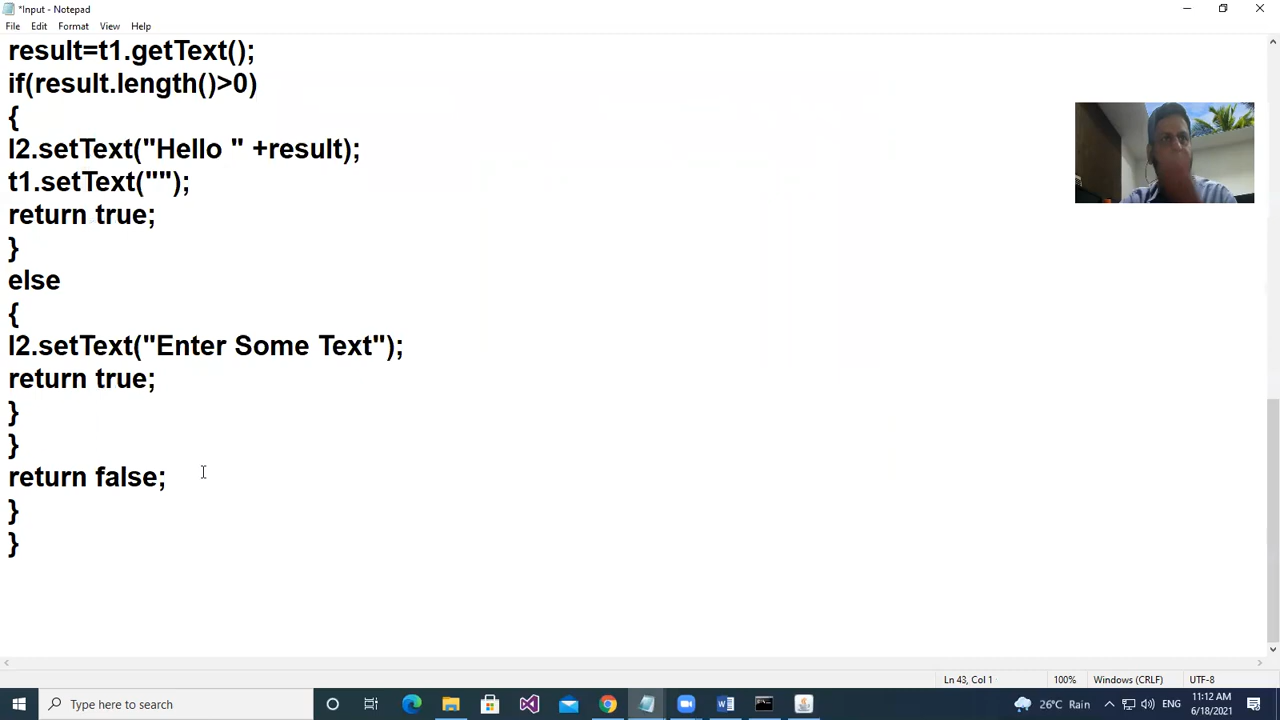 *Input - Notepad
File Edit Format View Help
result=t1.getText();
if(result.length()>0)
{
l2.setText("Hello " +result);
t1.setText("");
return true;
}
else
{
l2.setText("Enter Some Text");
return true;
}
}
return false;
}
}
Ln 43, Col 1 100% Windows (CRLF) UTF-8
Type here to search
26°C Rain ENG 11:12 AM
6/18/2021